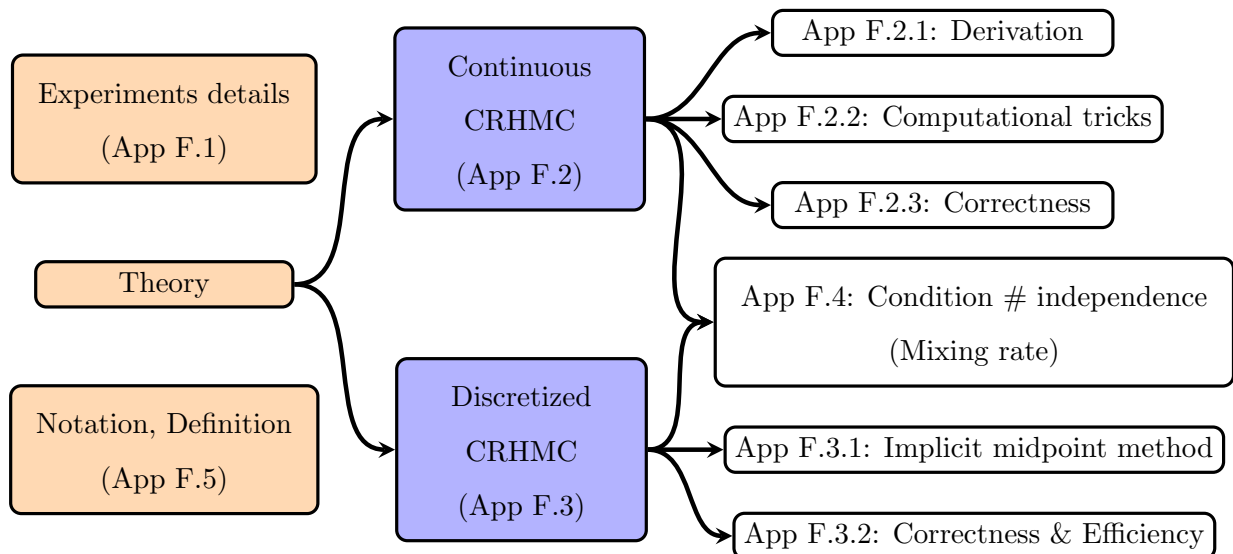 Experiments details
(App F.1)
Theory
Notation, Definition
(App F.5)
Continuous
CRHMC
(App F.2)
Discretized
CRHMC
(App F.3)
App F.2.1: Derivation
App F.2.2: Computational tricks
App F.2.3: Correctness
App F.4: Condition # independence
(Mixing rate)
App F.3.1: Implicit midpoint method
App F.3.2: Correctness & Efficiency